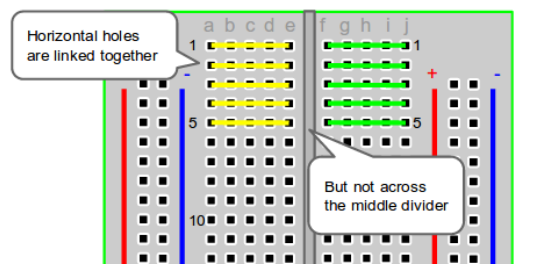 a b c d e f g h i j
Horizontal holes
are linked together
1 1
- + -
5 5
But not across
the middle divider
10